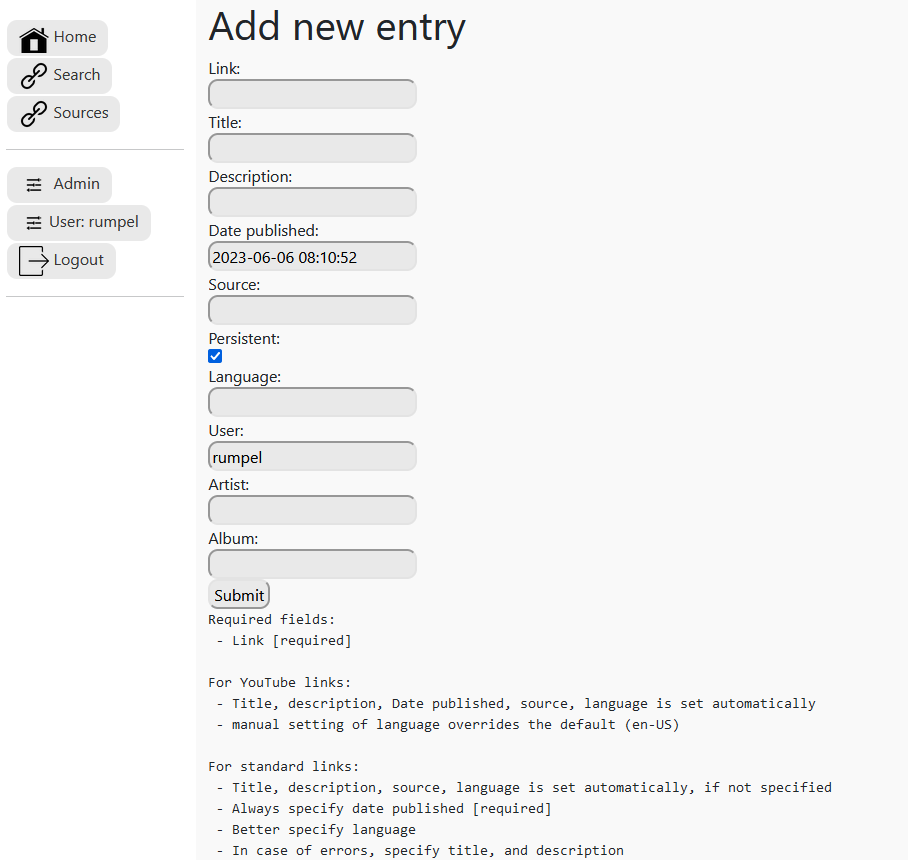 Home
Search
Sources
Admin
User: rumpel
Logout
Add new entry
Link:
Title:
Description:
Date published:
2023-06-06 08:10:52
Source:
Persistent:
Language:
User:
rumpel
Artist:
Album:
Submit
Required fields:
- Link [required]
For YouTube links:
- Title, description, Date published, source, language is set automatically
- manual setting of language overrides the default (en-US)
For standard links:
- Title, description, source, language is set automatically, if not specified
- Always specify date published [required]
- Better specify language
- In case of errors, specify title, and description